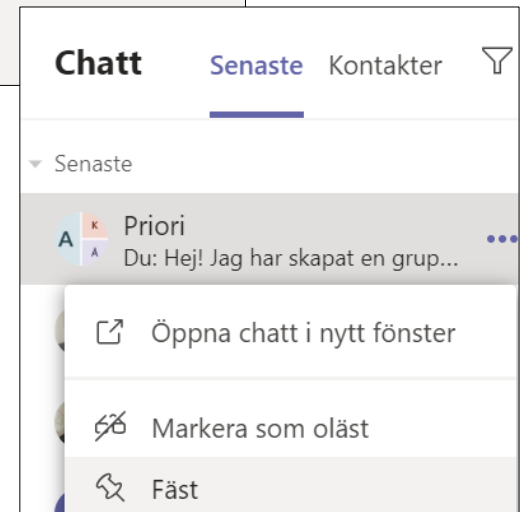 Chatt Senaste Kontakter
Senaste
A K Å Priori
Du: Hej! Jag har skapat en grup...
Öppna chatt i nytt fönster
Markera som oläst
Fäst